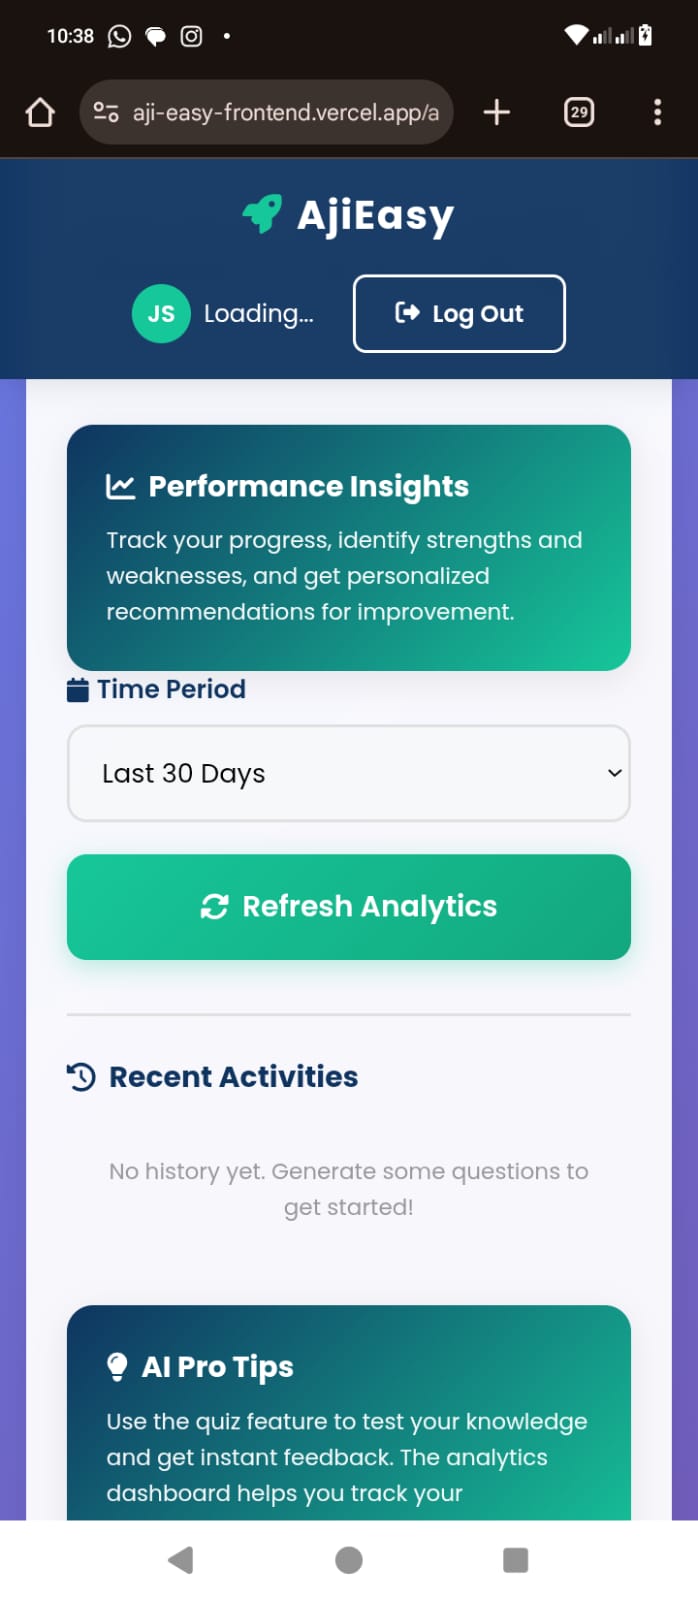 10:38
29
aji-easy-frontend.vercel.app/a
AjiEasy
JS Loading...
Log Out
Performance Insights
Track your progress, identify strengths and
weaknesses, and get personalized
recommendations for improvement.
Time Period
Last 30 Days
Refresh Analytics
Recent Activities
No history yet. Generate some questions to
get started!
AI Pro Tips
Use the quiz feature to test your knowledge
and get instant feedback. The analytics
dashboard helps you track your